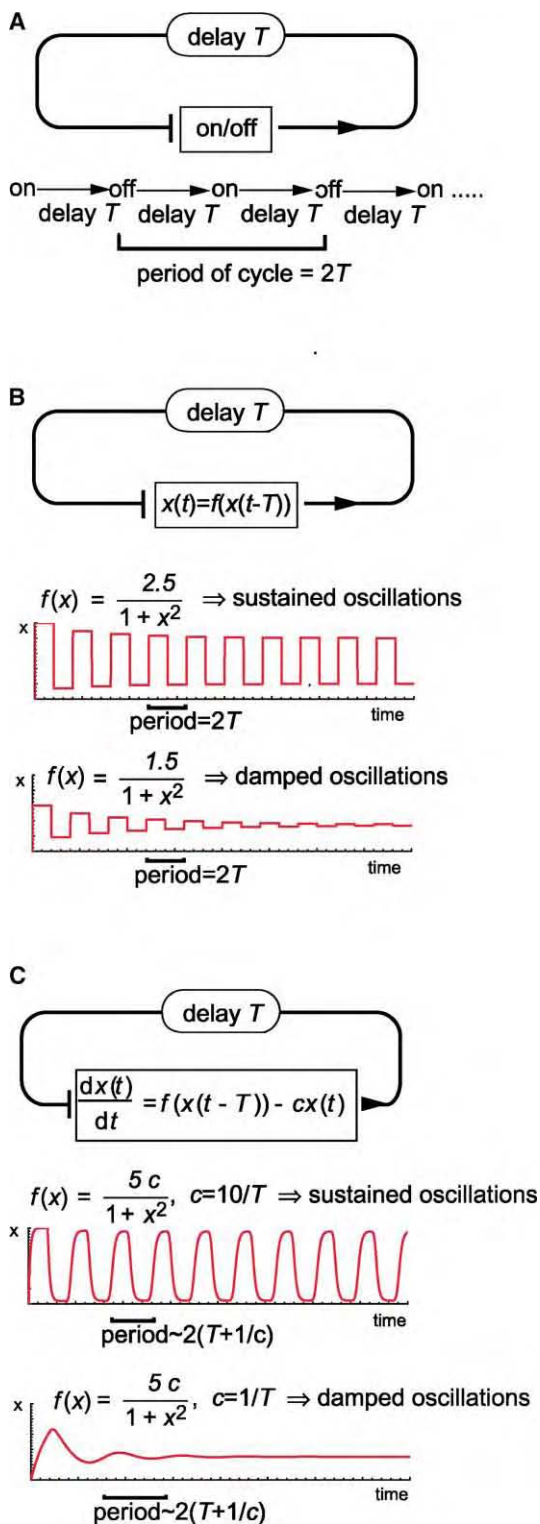 A
delay T
on/off
on off on off on .....
delay T delay T delay T delay T
period of cycle = 2T
B
delay T
x(t)=f(x(t-T))
f(x) = 2.5 / 1 + x² ⇒ sustained oscillations
x
time
period=2T
f(x) = 1.5 / 1 + x² ⇒ damped oscillations
x
time
period=2T
C
delay T
dx(t)/dt = f(x(t - T)) - cx(t)
f(x) = 5 c / 1 + x², c=10/T ⇒ sustained oscillations
x
time
period~2(T+1/c)
f(x) = 5 c / 1 + x², c=1/T ⇒ damped oscillations
x
time
period~2(T+1/c)